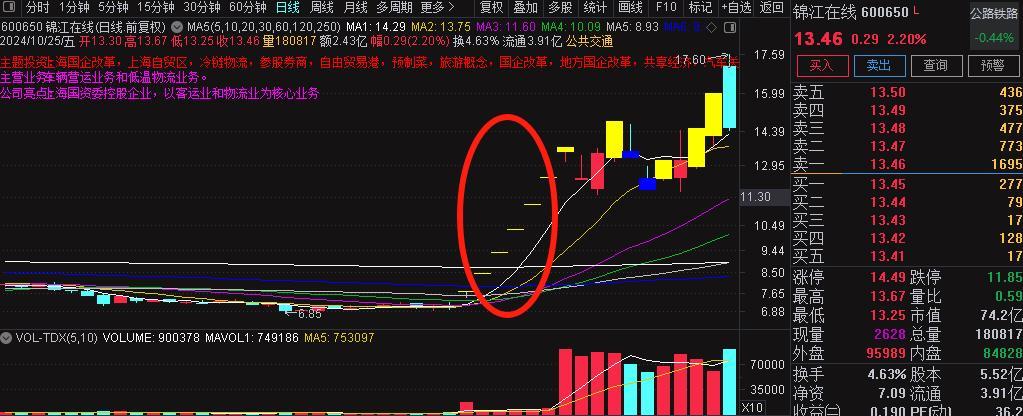 分时 1分钟 5分钟 15分钟 30分钟 60分钟 日线 周线 月线 多周期 更多 > 复权 叠加 多股 统计 画线 F10 标记 +自选 返回
600650 锦江在线(日线.前复权) MA5(5,10,20,30,60,120,250) MA1: 14.29 MA2: 13.75 MA3: 11.60 MA4: 10.09 MA5: 8.93 MA6: 8
2024/10/25/五 开13.30 高13.67 低13.25 收13.46 量180817 额2.43亿 幅0.29(2.20%) 换4.63% 流通3.91亿 公共交通
主题投资上海国企改革，上海自贸区，冷链物流，参股券商，自由贸易港，预制菜，旅游概念，国企改革，地方国企改革，共享经济
主营业务车辆营运业务和低温物流业务。
公司亮点上海国资委控股企业，以客运业和物流业为核心业务
17.60
6.85
17.59
15.99
14.39
12.95
11.30
10.49
9.44
8.50
7.65
6.88
VOL-TDX(5,10) VOLUME: 900378 MAVOL1: 749186 MA5: 753097
70000
35000
X10
锦江在线 600650 L
公路铁路
13.46 0.29 2.20%
-0.44%
买入 卖出 查询 预警
卖五 13.50 436
卖四 13.49 375
卖三 13.48 477
卖二 13.47 773
卖一 13.46 1695
买一 13.45 277
买二 13.44 79
买三 13.43 17
买四 13.42 128
买五 13.41 17
涨停 14.49 跌停 11.85
最高 13.67 量比 0.59
最低 13.25 市值 74.2亿
现量 2628 总量 180817
外盘 95989 内盘 84828
换手 4.63% 股本 5.52亿
净资 7.09 流通 3.91亿
收益(三) 0.190 PE(动) 36.4